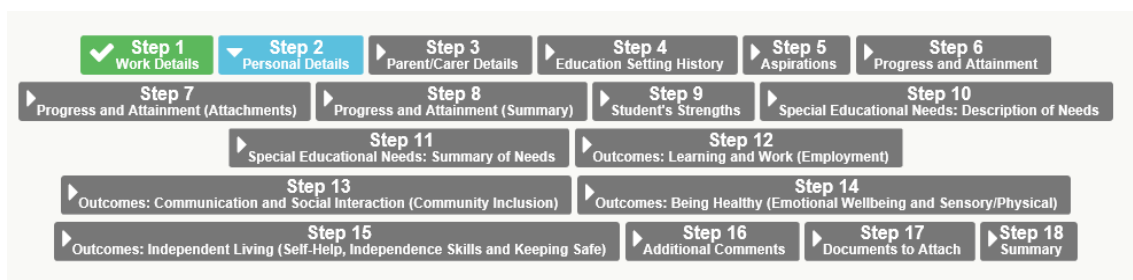 Step 1
Work Details
Step 2
Personal Details
Step 3
Parent/Carer Details
Step 4
Education Setting History
Step 5
Aspirations
Step 6
Progress and Attainment
Step 7
Progress and Attainment (Attachments)
Step 8
Progress and Attainment (Summary)
Step 9
Student's Strengths
Step 10
Special Educational Needs: Description of Needs
Step 11
Special Educational Needs: Summary of Needs
Step 12
Outcomes: Learning and Work (Employment)
Step 13
Outcomes: Communication and Social Interaction (Community Inclusion)
Step 14
Outcomes: Being Healthy (Emotional Wellbeing and Sensory/Physical)
Step 15
Outcomes: Independent Living (Self-Help, Independence Skills and Keeping Safe)
Step 16
Additional Comments
Step 17
Documents to Attach
Step 18
Summary